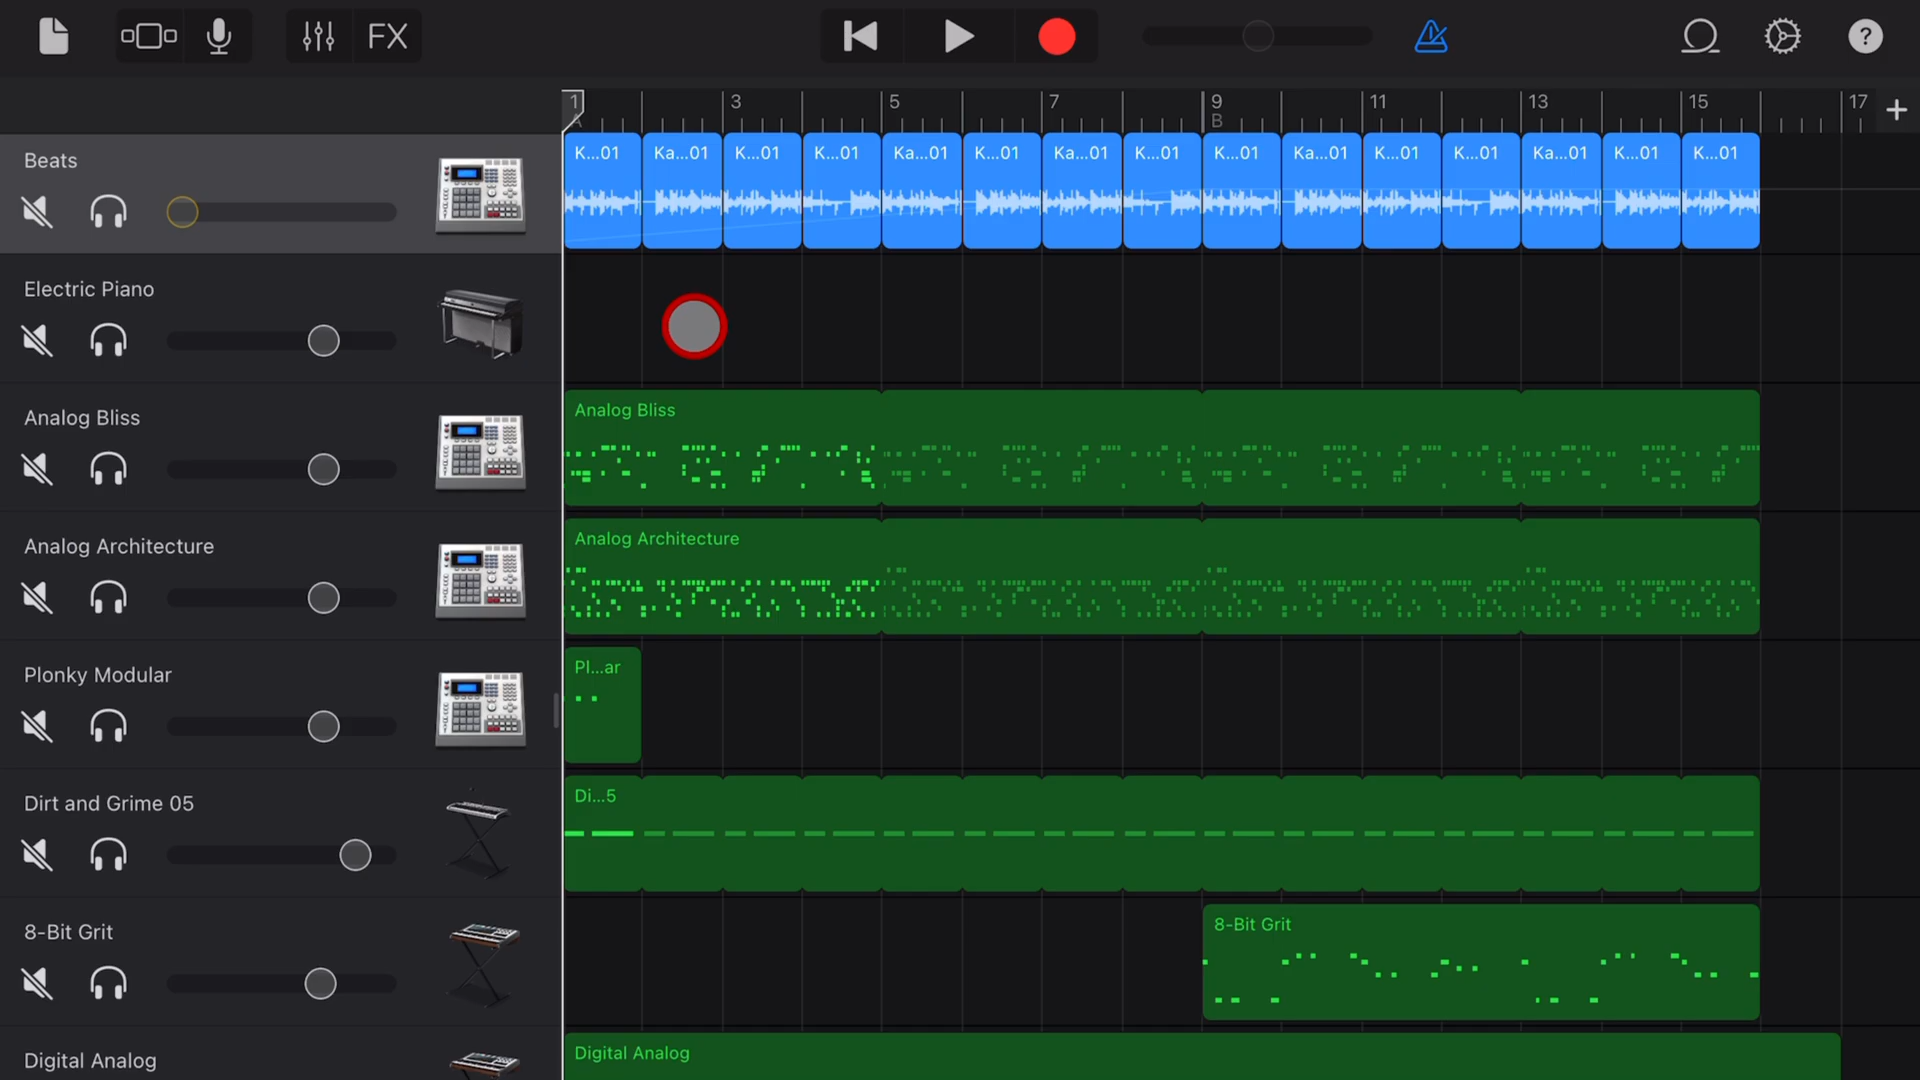 FX
?
1 3 5 7 9 11 13 15 17 +
A B
Beats
K...01 Ka...01 K...01 K...01 Ka...01 K...01 Ka...01 K...01 K...01 Ka...01 K...01 K...01 Ka...01 K...01 K...01
Electric Piano
Analog Bliss
Analog Bliss
Analog Architecture
Analog Architecture
Plonky Modular
Pl...ar
Dirt and Grime 05
Di...5
8-Bit Grit
8-Bit Grit
Digital Analog
Digital Analog